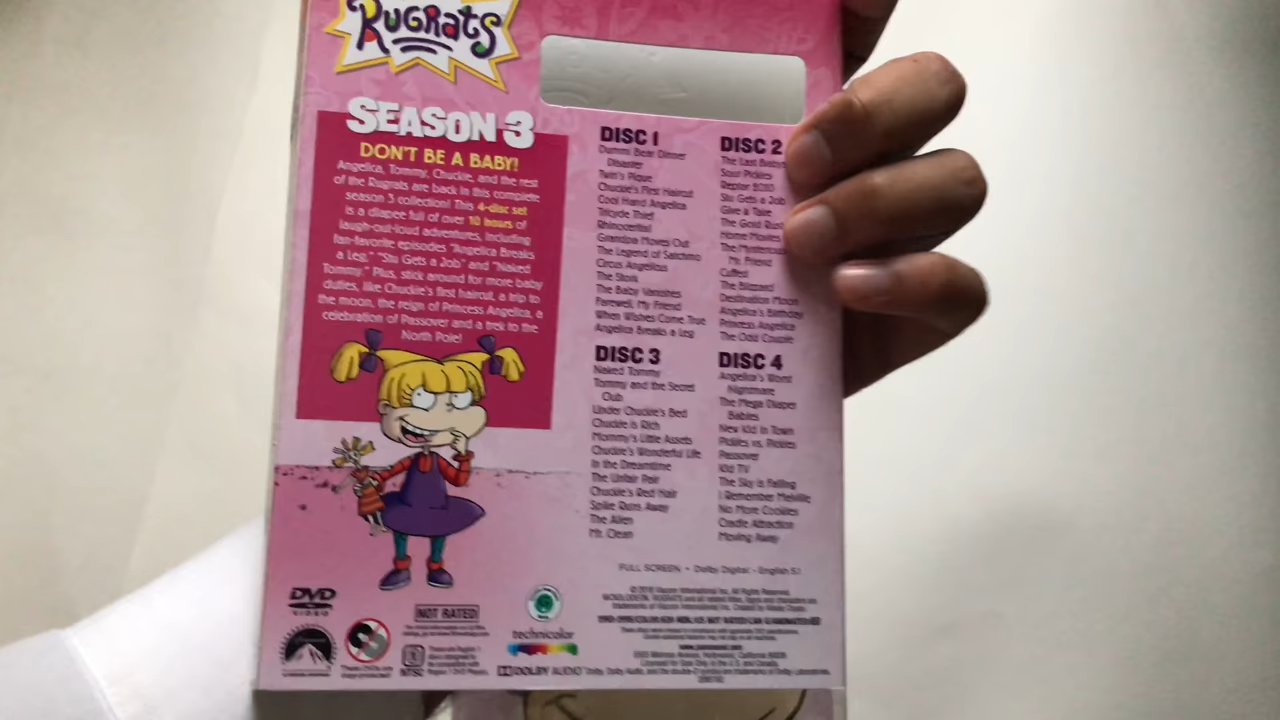 RUGRATS
SEASON 3
DON'T BE A BABY!
Angelica, Tommy, Chuckie, and the rest
of the Rugrats are back in this complete
season 3 collection! This 4-disc set
is a diapee full of over 10 hours of
laugh-out-loud adventures, including
fan-favorite episodes "Angelica Breaks
a Leg," "Stu Gets a Job" and "Naked
Tommy." Plus, stick around for more baby
duties, like Chuckie's first haircut, a trip to
the moon, the reign of Princess Angelica, a
celebration of Passover and a trek to the
North Pole!
DISC 1
Dummi Bear Dinner
Disaster
Twin's Pique
Chuckie's First Haircut
Cool Hand Angelica
Tricycle Thief
Rhinoceritis!
Grandpa Moves Out
The Legend of Satchmo
Circus Angelicus
The Stork
The Baby Vanishes
Farewell, My Friend
When Wishes Come True
Angelica Breaks a Leg
DISC 2
The Last Baby
Sour Pickles
Reptar 2010
Stu Gets a Job
Give & Take
The Gold Rush
Home Movies
The Mysterious
Mr. Friend
Cuffed
The Blizzard
Destination Moon
Angelica's Birthday
Princess Angelica
The Odd Couple
DISC 3
Naked Tommy
Tommy and the Secret
Club
Under Chuckie's Bed
Chuckie is Rich
Mommy's Little Assets
Chuckie's Wonderful Life
In the Dreamtime
The Unfair Pair
Chuckie's Red Hair
Spike Runs Away
The Alien
Mr. Clean
DISC 4
Angelica's Worst
Nightmare
The Mega Diaper
Babies
New Kid In Town
Pickles vs. Pickles
Passover
Kid TV
The Sky is Falling
I Remember Melville
No More Cookies
Cradle Attraction
Moving Away
FULL SCREEN • Dolby Digital - English 5.1
DVD
VIDEO
NOT RATED
technicolor
NTSC
DOLBY AUDIO
www.paramount.com